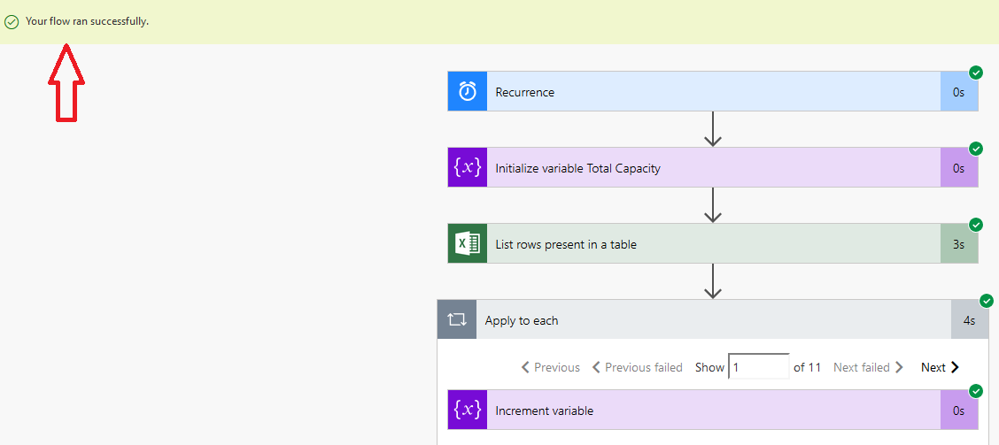 Your flow ran successfully.
Recurrence 0s
{x} Initialize variable Total Capacity 0s
X List rows present in a table 3s
Apply to each 4s
Previous Previous failed Show 1 of 11 Next failed Next
{x} Increment variable 0s